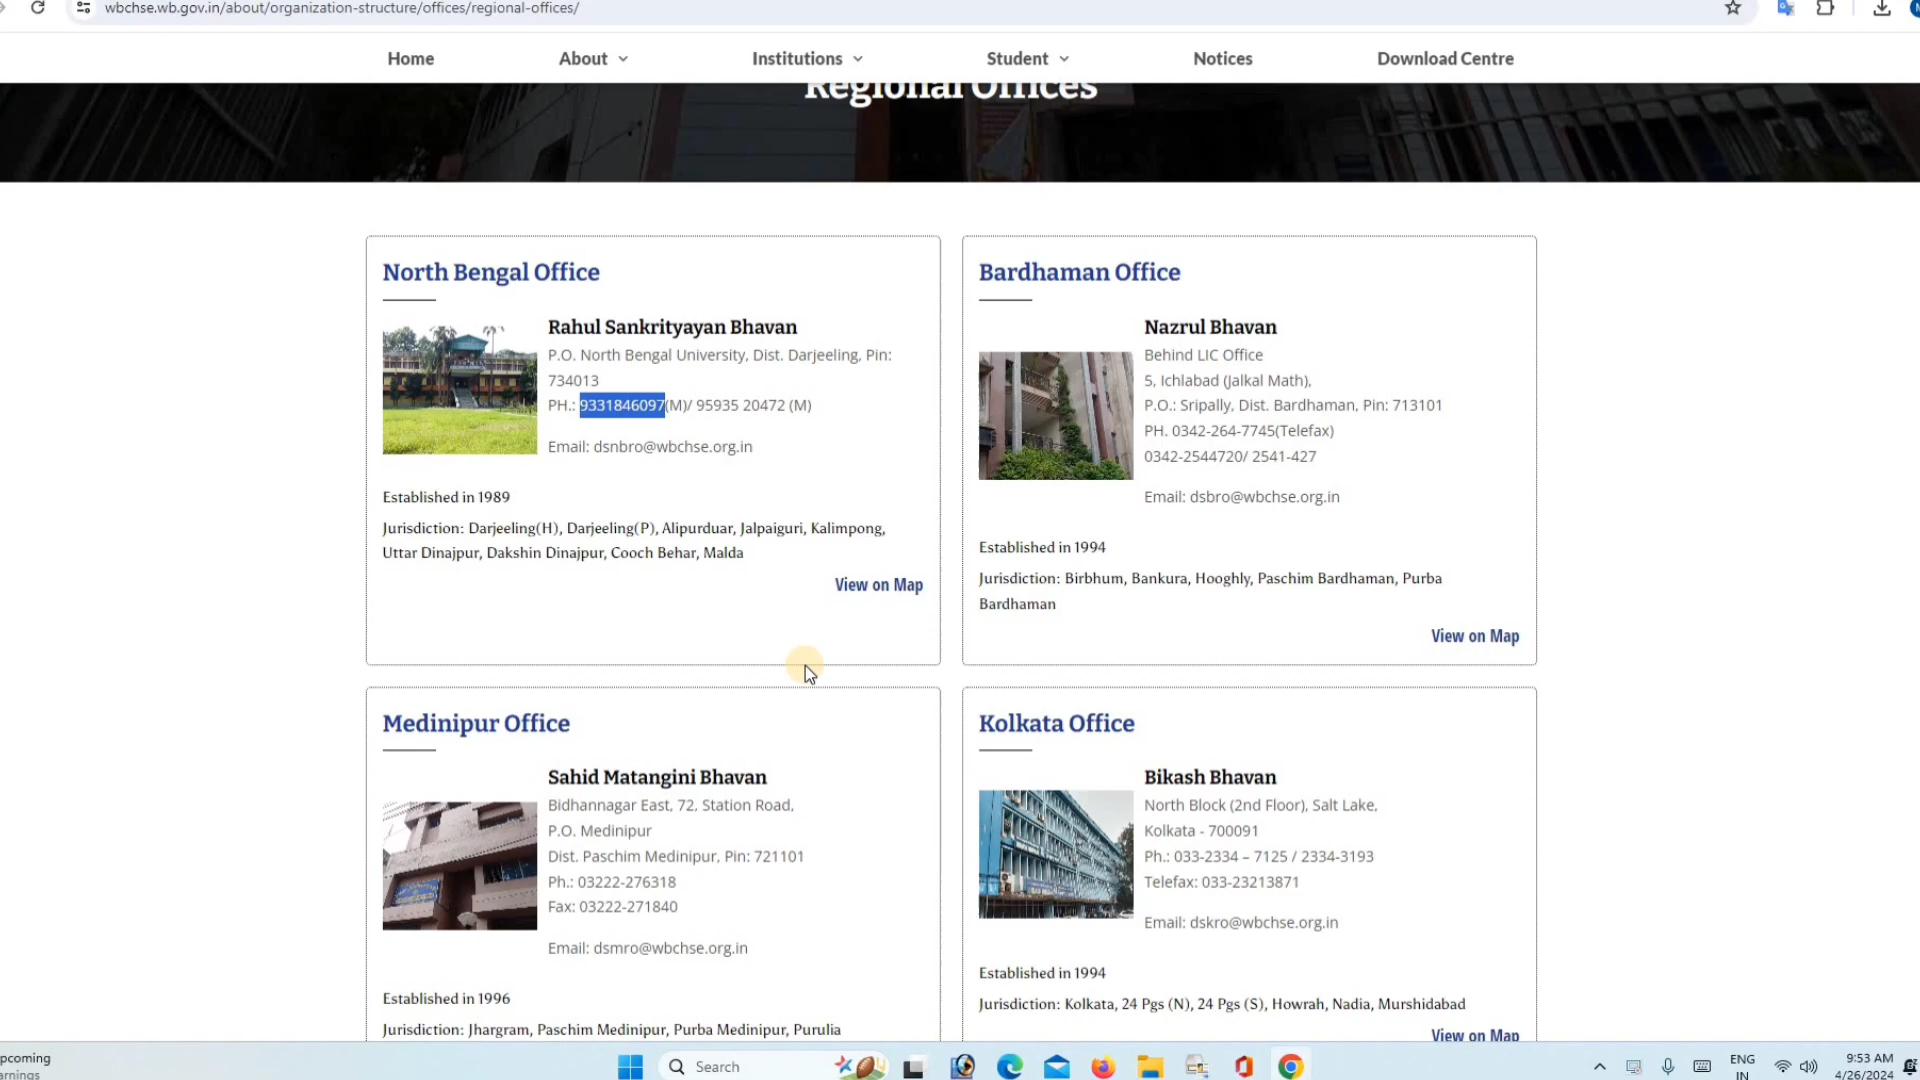 wbchse.wb.gov.in/about/organization-structure/offices/regional-offices/
Home
About
Institutions
Student
Notices
Download Centre
Regional Offices
North Bengal Office
Rahul Sankrityayan Bhavan
P.O. North Bengal University, Dist. Darjeeling, Pin:
734013
PH.: 9331846097(M)/ 95935 20472 (M)
Email: dsnbro@wbchse.org.in
Established in 1989
Jurisdiction: Darjeeling(H), Darjeeling(P), Alipurduar, Jalpaiguri, Kalimpong,
Uttar Dinajpur, Dakshin Dinajpur, Cooch Behar, Malda
View on Map
Bardhaman Office
Nazrul Bhavan
Behind LIC Office
5, Ichlabad (Jalkal Math),
P.O.: Sripally, Dist. Bardhaman, Pin: 713101
PH. 0342-264-7745(Telefax)
0342-2544720/ 2541-427
Email: dsbro@wbchse.org.in
Established in 1994
Jurisdiction: Birbhum, Bankura, Hooghly, Paschim Bardhaman, Purba
Bardhaman
View on Map
Medinipur Office
Sahid Matangini Bhavan
Bidhannagar East, 72, Station Road,
P.O. Medinipur
Dist. Paschim Medinipur, Pin: 721101
Ph.: 03222-276318
Fax: 03222-271840
Email: dsmro@wbchse.org.in
Established in 1996
Jurisdiction: Jhargram, Paschim Medinipur, Purba Medinipur, Purulia
Kolkata Office
Bikash Bhavan
North Block (2nd Floor), Salt Lake,
Kolkata - 700091
Ph.: 033-2334 – 7125 / 2334-3193
Telefax: 033-23213871
Email: dskro@wbchse.org.in
Established in 1994
Jurisdiction: Kolkata, 24 Pgs (N), 24 Pgs (S), Howrah, Nadia, Murshidabad
View on Map
pcoming
arnings
Search
ENG
IN
9:53 AM
4/26/2024